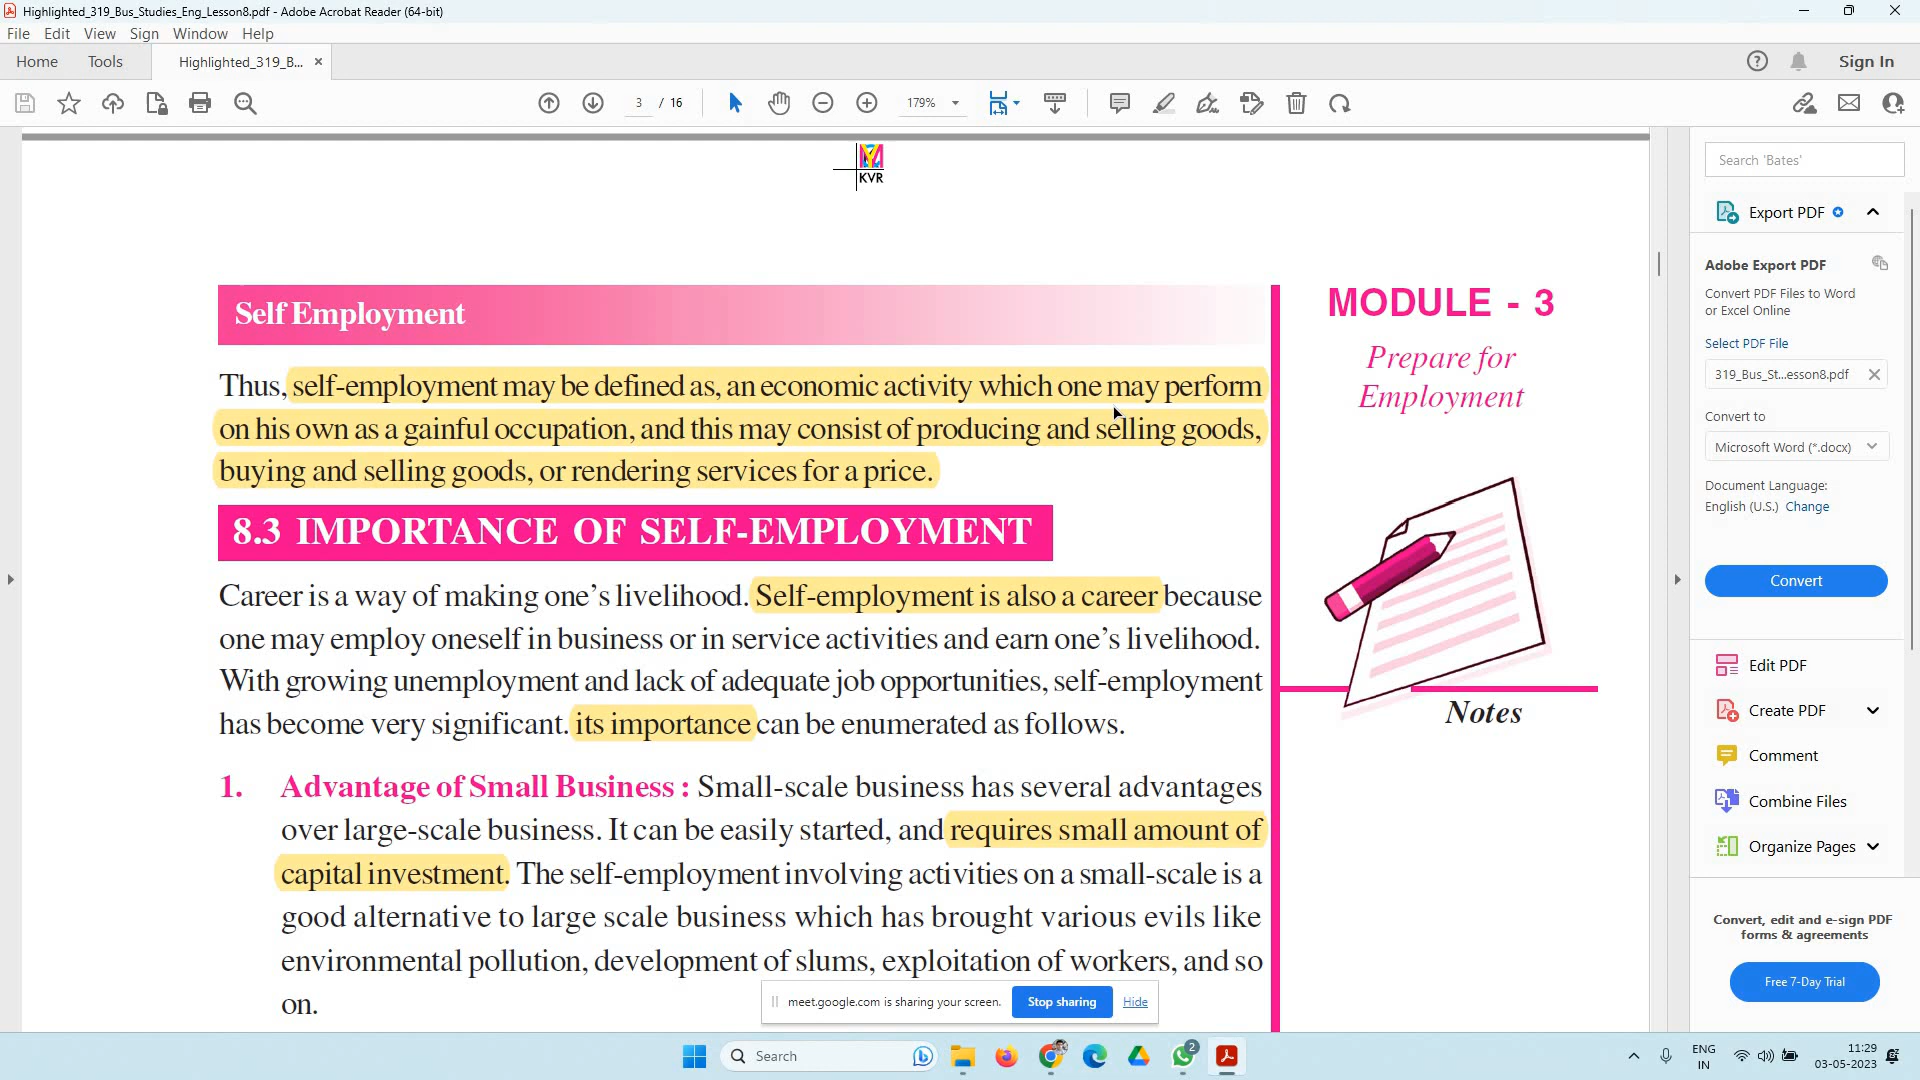 Highlighted_319_Bus_Studies_Eng_Lesson8.pdf - Adobe Acrobat Reader (64-bit)
File Edit View Sign Window Help
Home Tools Highlighted_319_B... × Sign In
3 / 16 179%
KVR
Self Employment
Thus, self-employment may be defined as, an economic activity which one may perform
on his own as a gainful occupation, and this may consist of producing and selling goods,
buying and selling goods, or rendering services for a price.
8.3 IMPORTANCE OF SELF-EMPLOYMENT
Career is a way of making one’s livelihood. Self-employment is also a career because
one may employ oneself in business or in service activities and earn one’s livelihood.
With growing unemployment and lack of adequate job opportunities, self-employment
has become very significant. its importance can be enumerated as follows.
1. Advantage of Small Business : Small-scale business has several advantages
over large-scale business. It can be easily started, and requires small amount of
capital investment. The self-employment involving activities on a small-scale is a
good alternative to large scale business which has brought various evils like
environmental pollution, development of slums, exploitation of workers, and so
on.
MODULE - 3
Prepare for
Employment
Notes
Search 'Bates'
Export PDF
Adobe Export PDF
Convert PDF Files to Word
or Excel Online
Select PDF File
319_Bus_St...esson8.pdf
Convert to
Microsoft Word (*.docx)
Document Language:
English (U.S.) Change
Convert
Edit PDF
Create PDF
Comment
Combine Files
Organize Pages
Convert, edit and e-sign PDF
forms & agreements
Free 7-Day Trial
meet.google.com is sharing your screen. Stop sharing Hide
Search
2
ENG
IN
11:29
03-05-2023